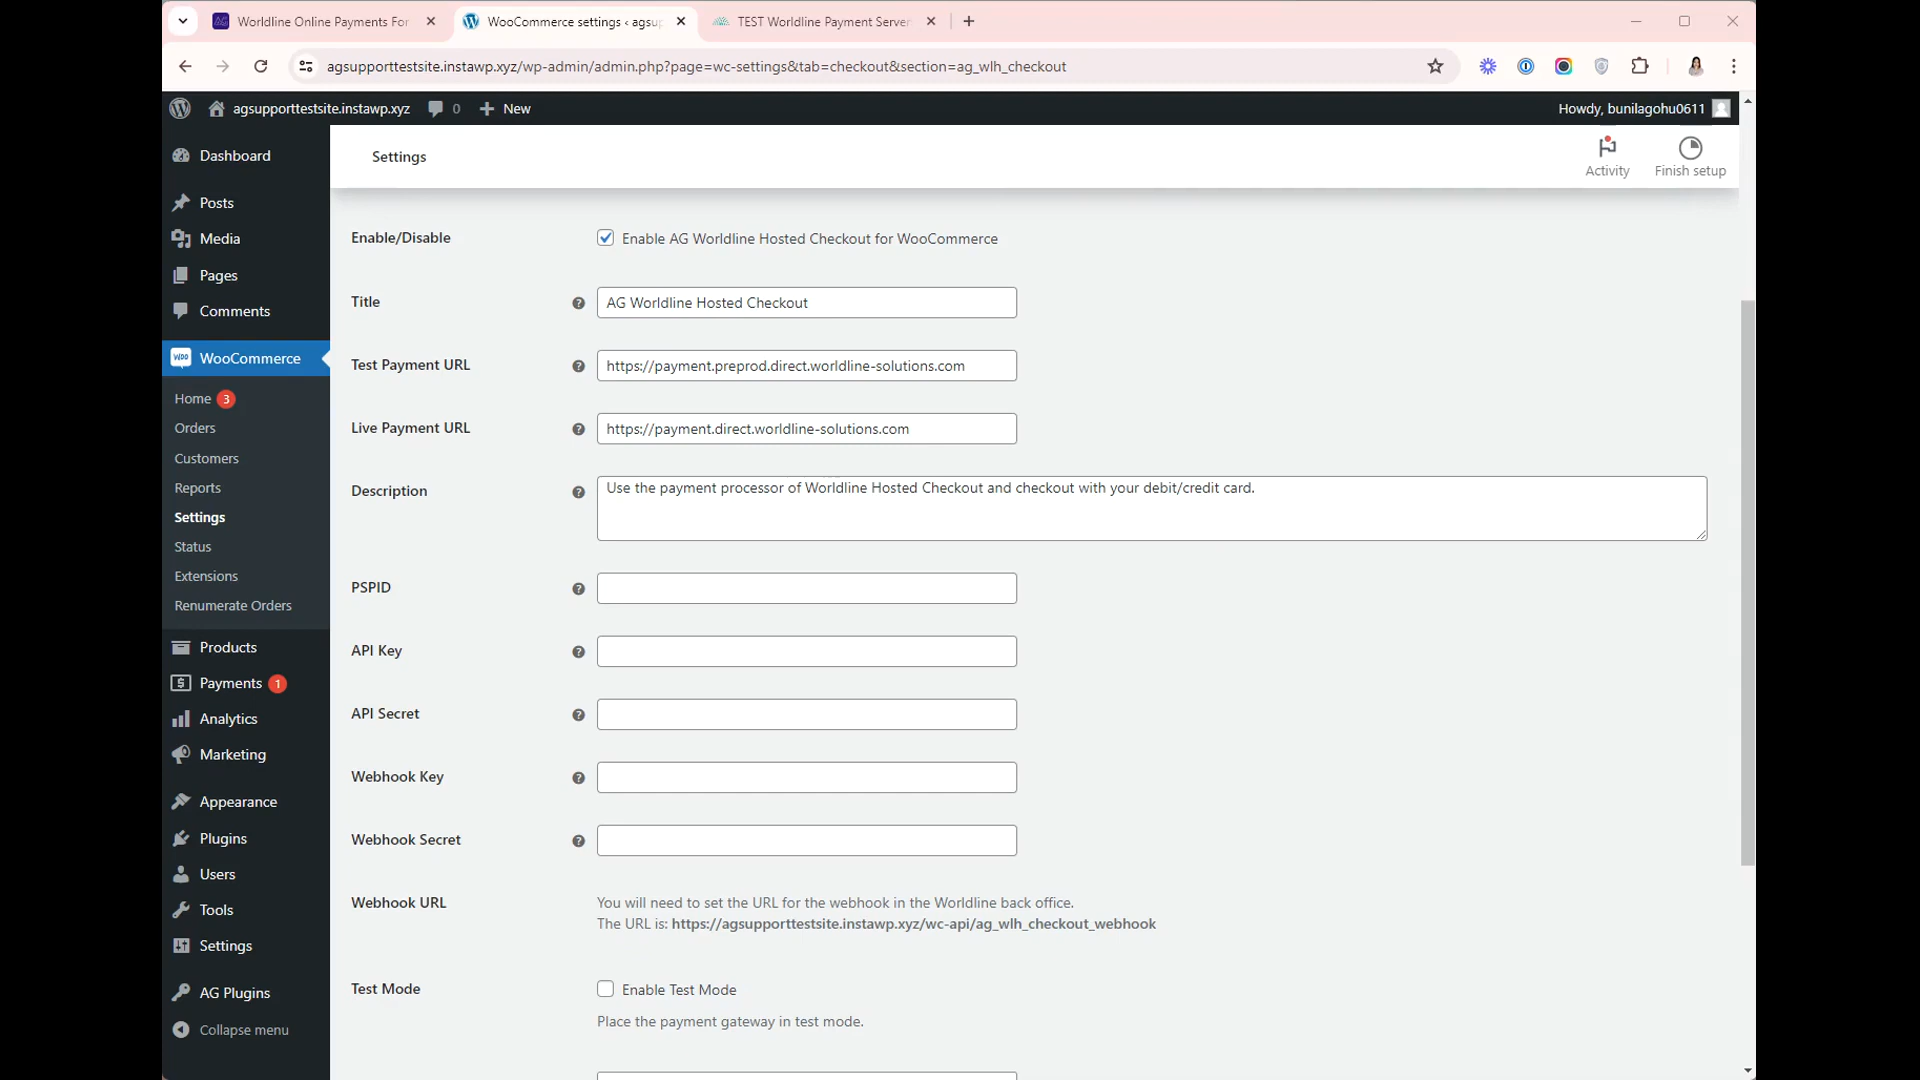 Worldline Online Payments For
WooCommerce settings ‹ agsu
TEST Worldline Payment Server
agsupporttestsite.instawp.xyz/wp-admin/admin.php?page=wc-settings&tab=checkout&section=ag_wlh_checkout
agsupporttestsite.instawp.xyz 0 New
Howdy, bunilagohu0611
Dashboard
Posts
Media
Pages
Comments
woo WooCommerce
Home 3
Orders
Customers
Reports
Settings
Status
Extensions
Renumerate Orders
Products
Payments 1
Analytics
Marketing
Appearance
Plugins
Users
Tools
Settings
AG Plugins
Collapse menu
Settings
Activity
Finish setup
Enable/Disable
Enable AG Worldline Hosted Checkout for WooCommerce
Title
AG Worldline Hosted Checkout
Test Payment URL
https://payment.preprod.direct.worldline-solutions.com
Live Payment URL
https://payment.direct.worldline-solutions.com
Description
Use the payment processor of Worldline Hosted Checkout and checkout with your debit/credit card.
PSPID
API Key
API Secret
Webhook Key
Webhook Secret
Webhook URL
You will need to set the URL for the webhook in the Worldline back office.
The URL is: https://agsupporttestsite.instawp.xyz/wc-api/ag_wlh_checkout_webhook
Test Mode
Enable Test Mode
Place the payment gateway in test mode.